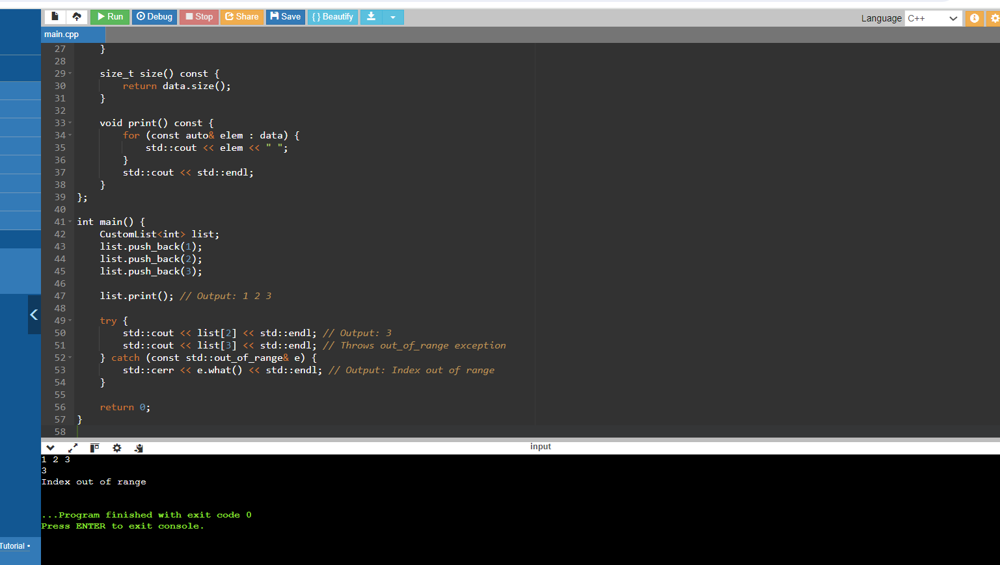 Run Debug Stop Share Save { } Beautify Language C++
main.cpp
27 }
28
29 size_t size() const {
30 return data.size();
31 }
32
33 void print() const {
34 for (const auto& elem : data) {
35 std::cout << elem << " ";
36 }
37 std::cout << std::endl;
38 }
39 };
40
41 int main() {
42 CustomList<int> list;
43 list.push_back(1);
44 list.push_back(2);
45 list.push_back(3);
46
47 list.print(); // Output: 1 2 3
48
49 try {
50 std::cout << list[2] << std::endl; // Output: 3
51 std::cout << list[3] << std::endl; // Throws out_of_range exception
52 } catch (const std::out_of_range& e) {
53 std::cerr << e.what() << std::endl; // Output: Index out of range
54 }
55
56 return 0;
57 }
58
input
1 2 3
3
Index out of range
...Program finished with exit code 0
Press ENTER to exit console.
Tutorial •